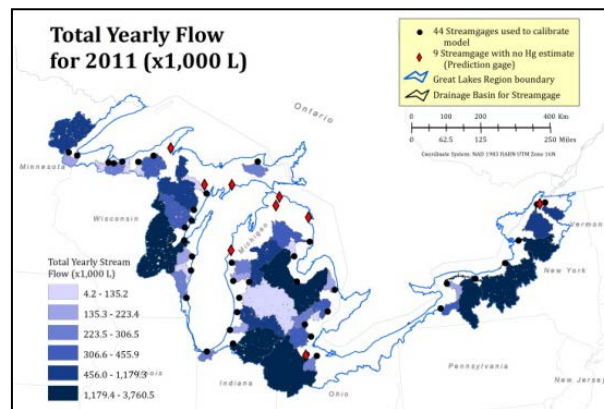 Total Yearly Flow
for 2011 (x1,000 L)
44 Streamgages used to calibrate
model
9 Streamgage with no Hg estimate
(Prediction gage)
Great Lakes Region boundary
Drainage Basin for Streamgage
0 100 200 400 Km
0 62.5 125 250 Miles
Coordinate System: NAD 1983 HARN UTM Zone 16N
Ontario
Minnesota
Wisconsin
Michigan
Vermont
New York
Total Yearly Stream
Flow (x1,000 L)
4.2 - 135.2
135.3 - 223.4
223.5 - 306.5
306.6 - 455.9
456.0 - 1,179.3
1,179.4 - 3,760.5
Indiana
Ohio
Pennsylvania
New Jersey